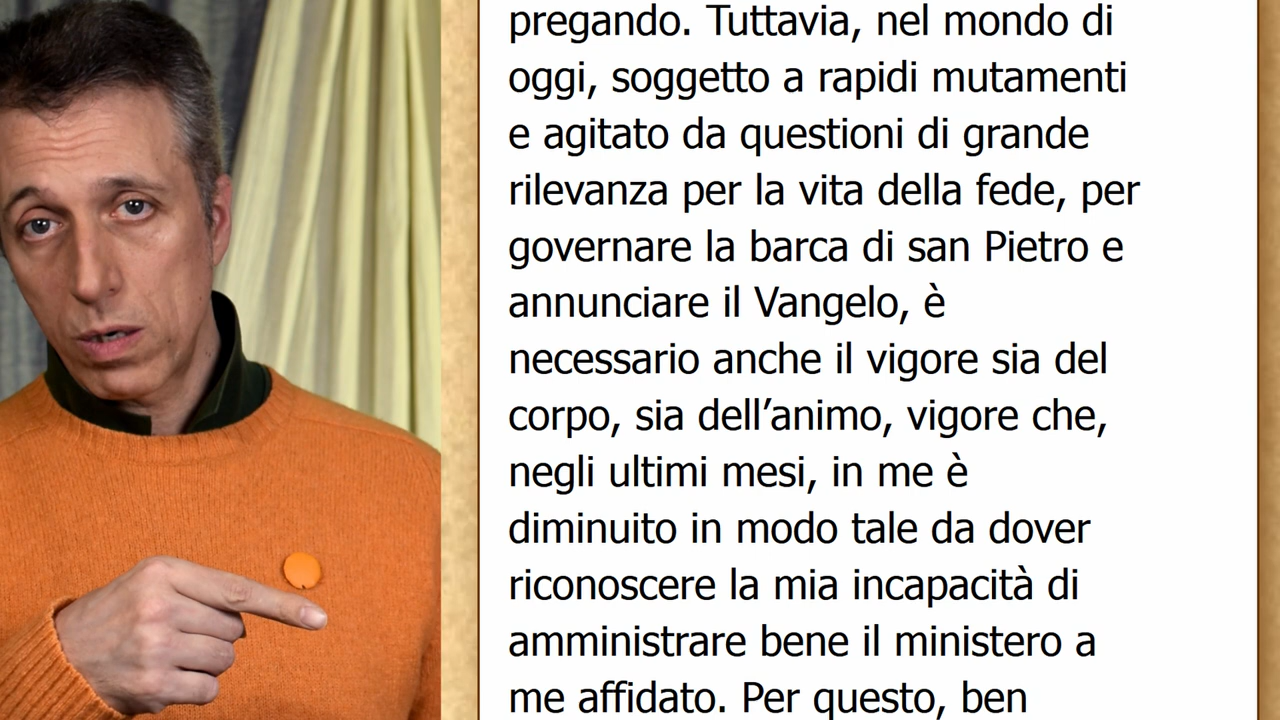 pregando. Tuttavia, nel mondo di
oggi, soggetto a rapidi mutamenti
e agitato da questioni di grande
rilevanza per la vita della fede, per
governare la barca di san Pietro e
annunciare il Vangelo, è
necessario anche il vigore sia del
corpo, sia dell’animo, vigore che,
negli ultimi mesi, in me è
diminuito in modo tale da dover
riconoscere la mia incapacità di
amministrare bene il ministero a
me affidato. Per questo, ben